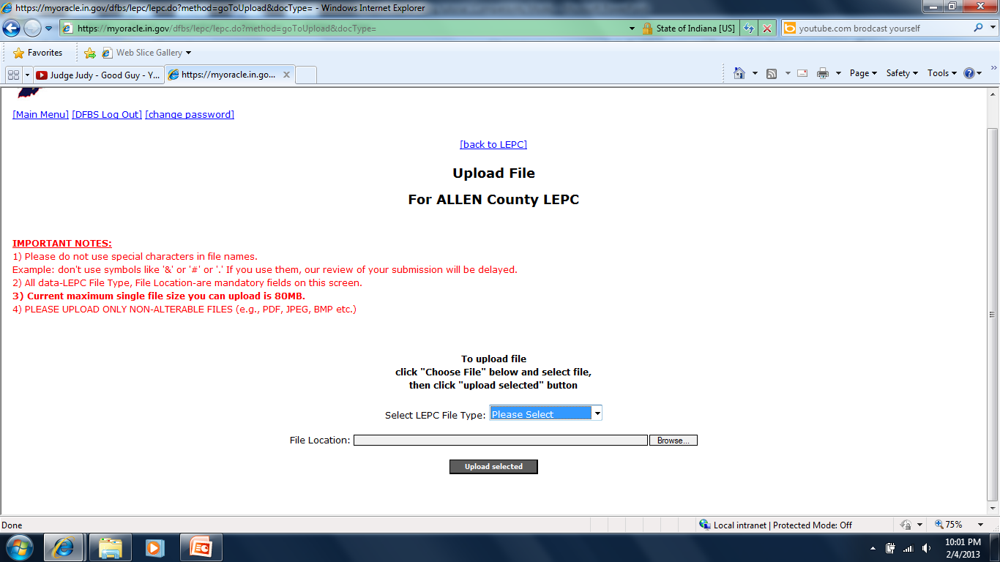 https://myoracle.in.gov/dfbs/lepc/lepc.do?method=goToUpload&docType= - Windows Internet Explorer
https://myoracle.in.gov/dfbs/lepc/lepc.do?method=goToUpload&docType=
State of Indiana [US]
youtube.com brodcast yourself
Favorites
Web Slice Gallery
Judge Judy - Good Guy - Y...
https://myoracle.in.go...
Page
Safety
Tools
[Main Menu] [DFBS Log Out] [change password]
[back to LEPC]
Upload File
For ALLEN County LEPC
IMPORTANT NOTES:
1) Please do not use special characters in file names.
Example: don't use symbols like '&' or '#' or '.' If you use them, our review of your submission will be delayed.
2) All data-LEPC File Type, File Location-are mandatory fields on this screen.
3) Current maximum single file size you can upload is 80MB.
4) PLEASE UPLOAD ONLY NON-ALTERABLE FILES (e.g., PDF, JPEG, BMP etc.)
To upload file
click "Choose File" below and select file,
then click "upload selected" button
Select LEPC File Type: Please Select
File Location: Browse...
Upload selected
Done
Local intranet | Protected Mode: Off
75%
10:01 PM
2/4/2013